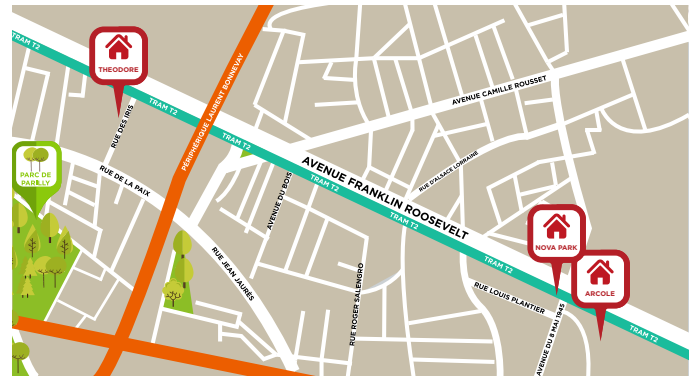 TRAM T2
THEODORE
TRAM T2
RUE DES IRIS
PÉRIPHÉRIQUE LAURENT BONNEVAY
AVENUE CAMILLE ROUSSET
TRAM T2
PARC DE
PARILLY
RUE DE LA PAIX
AVENUE DU BOIS
AVENUE FRANKLIN ROOSEVELT
RUE D'ALSACE LORRAINE
TRAM T2
TRAM T2
RUE JEAN JAURÈS
RUE ROGER SALENGRO
TRAM T2
NOVA PARK
ARCOLE
RUE LOUIS PLANTIER
AVENUE DU 8 MAI 1945
TRAM T2